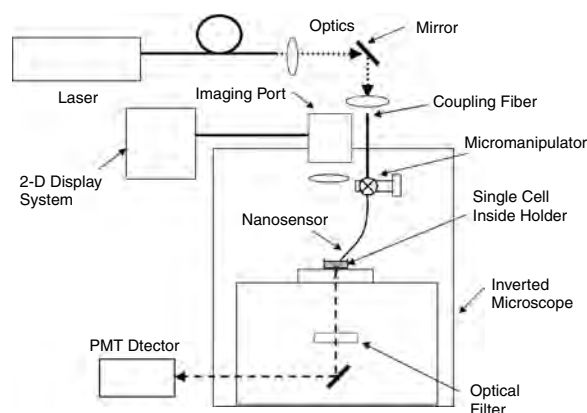 Optics
Mirror
Laser
Imaging Port
Coupling Fiber
Micromanipulator
2-D Display
System
Single Cell
Inside Holder
Nanosensor
Inverted
Microscope
PMT Dtector
Optical
Filter